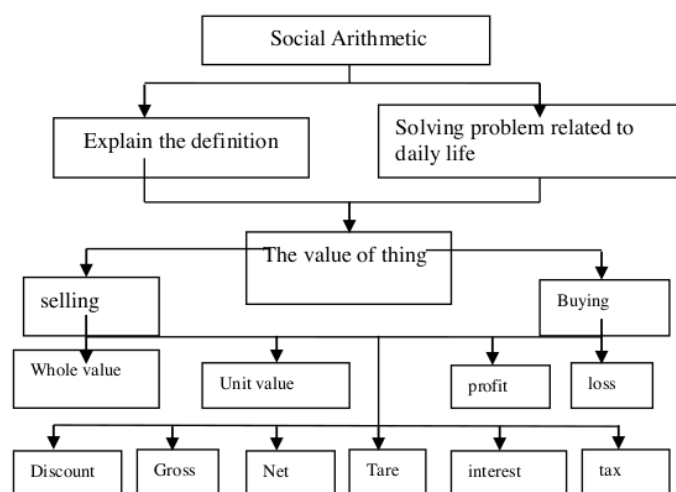 Social Arithmetic
Explain the definition
Solving problem related to
daily life
The value of thing
selling
Buying
Whole value
Unit value
profit
loss
Discount
Gross
Net
Tare
interest
tax